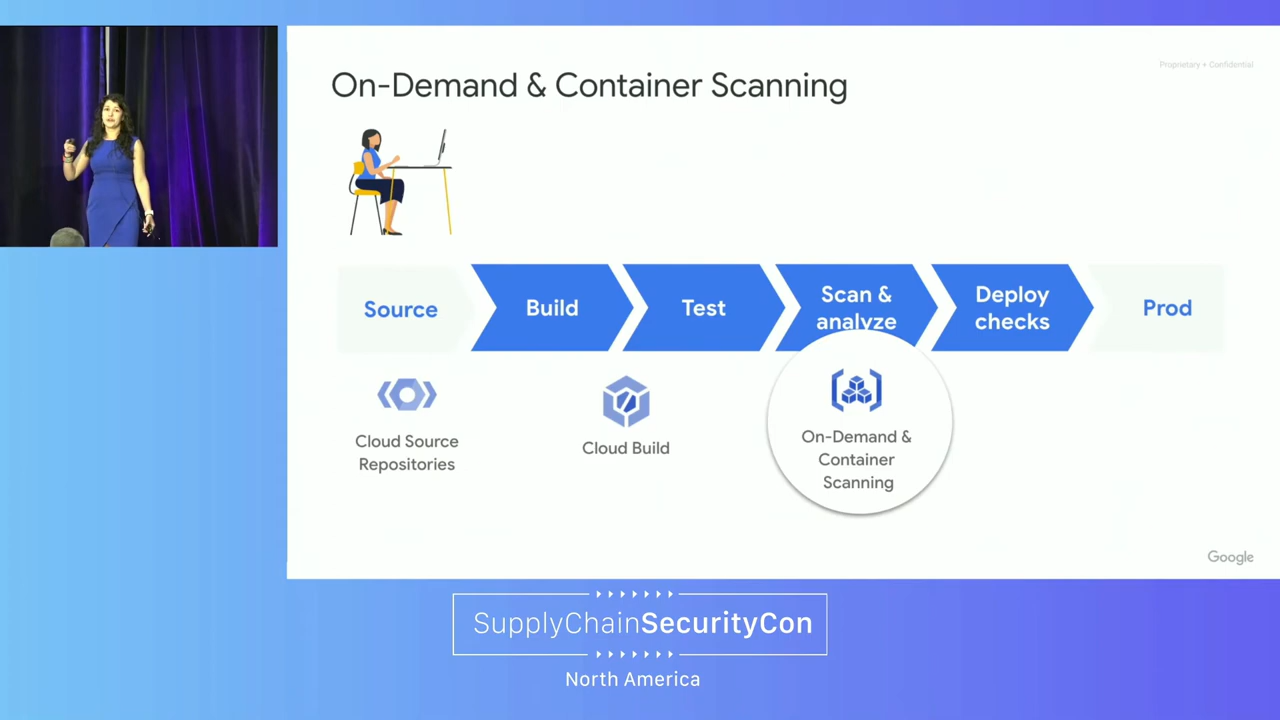 On-Demand & Container Scanning
Proprietary + Confidential
Source
Build
Test
Scan &
analyze
Deploy
checks
Prod
Cloud Source
Repositories
Cloud Build
On-Demand &
Container
Scanning
Google
SupplyChainSecurityCon
North America